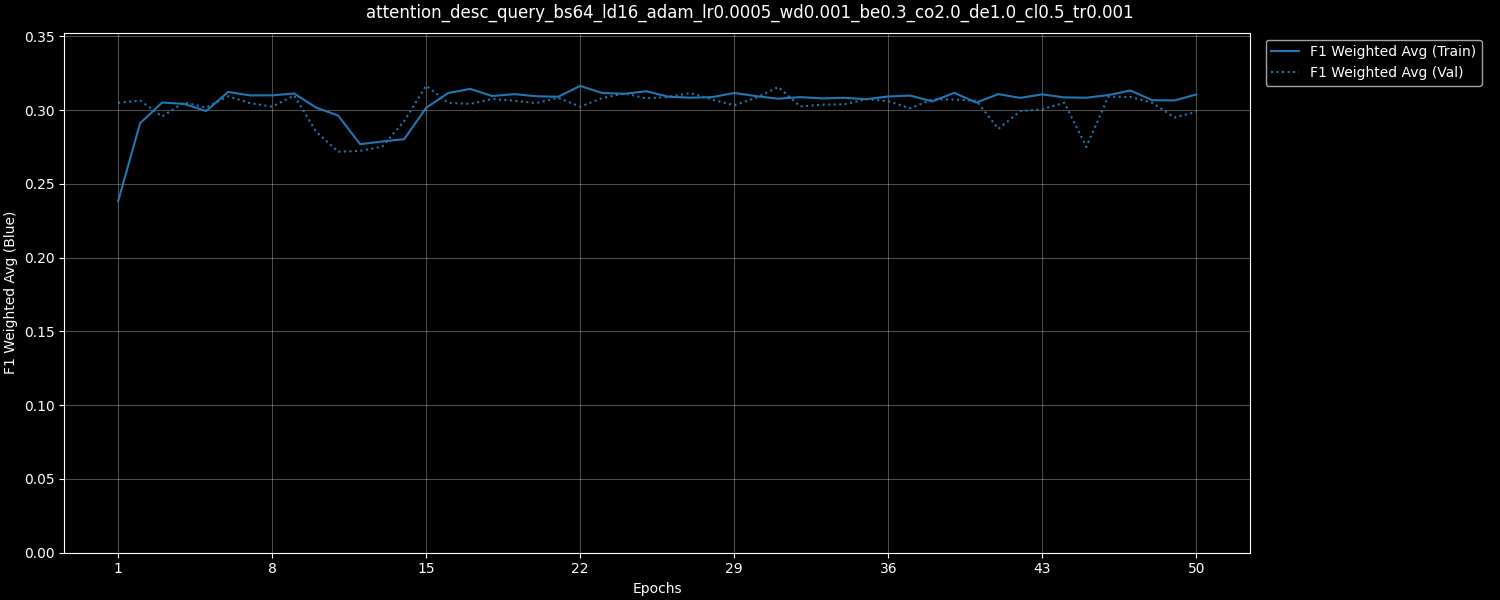 attention_desc_query_bs64_ld16_adam_lr0.0005_wd0.001_be0.3_co2.0_de1.0_cl0.5_tr0.001
F1 Weighted Avg (Train)
F1 Weighted Avg (Val)
F1 Weighted Avg (Blue)
0.35
0.30
0.25
0.20
0.15
0.10
0.05
0.00
1 8 15 22 29 36 43 50
Epochs